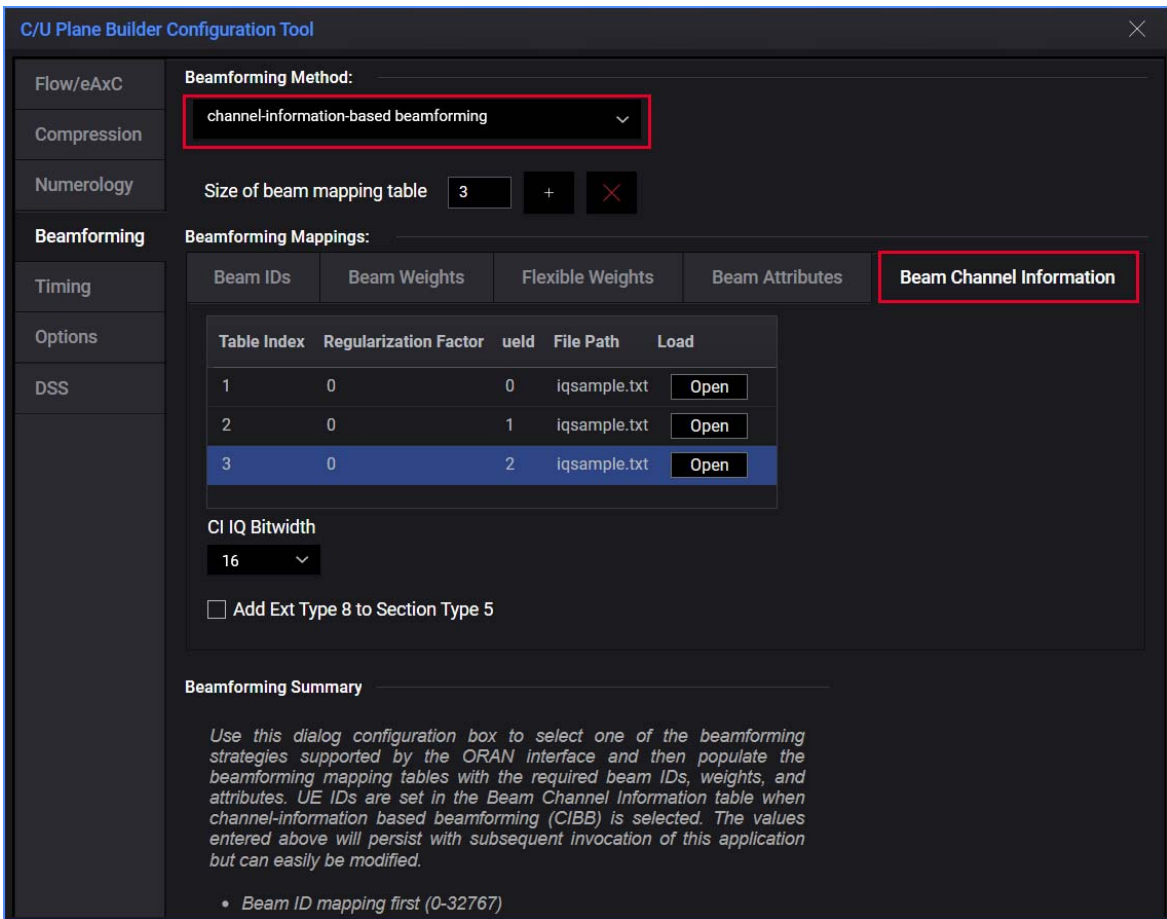 C/U Plane Builder Configuration Tool
Flow/eAxC
Compression
Numerology
Beamforming
Timing
Options
DSS
Beamforming Method:
channel-information-based beamforming
Size of beam mapping table 3 +
Beamforming Mappings:
Beam IDs Beam Weights Flexible Weights Beam Attributes Beam Channel Information
Table Index Regularization Factor ueId File Path Load
1 0 0 iqsample.txt Open
2 0 1 iqsample.txt Open
3 0 2 iqsample.txt Open
CI IQ Bitwidth
16
Add Ext Type 8 to Section Type 5
Beamforming Summary
Use this dialog configuration box to select one of the beamforming
strategies supported by the ORAN interface and then populate the
beamforming mapping tables with the required beam IDs, weights, and
attributes. UE IDs are set in the Beam Channel Information table when
channel-information based beamforming (CIBB) is selected. The values
entered above will persist with subsequent invocation of this application
but can easily be modified.
• Beam ID mapping first (0-32767)